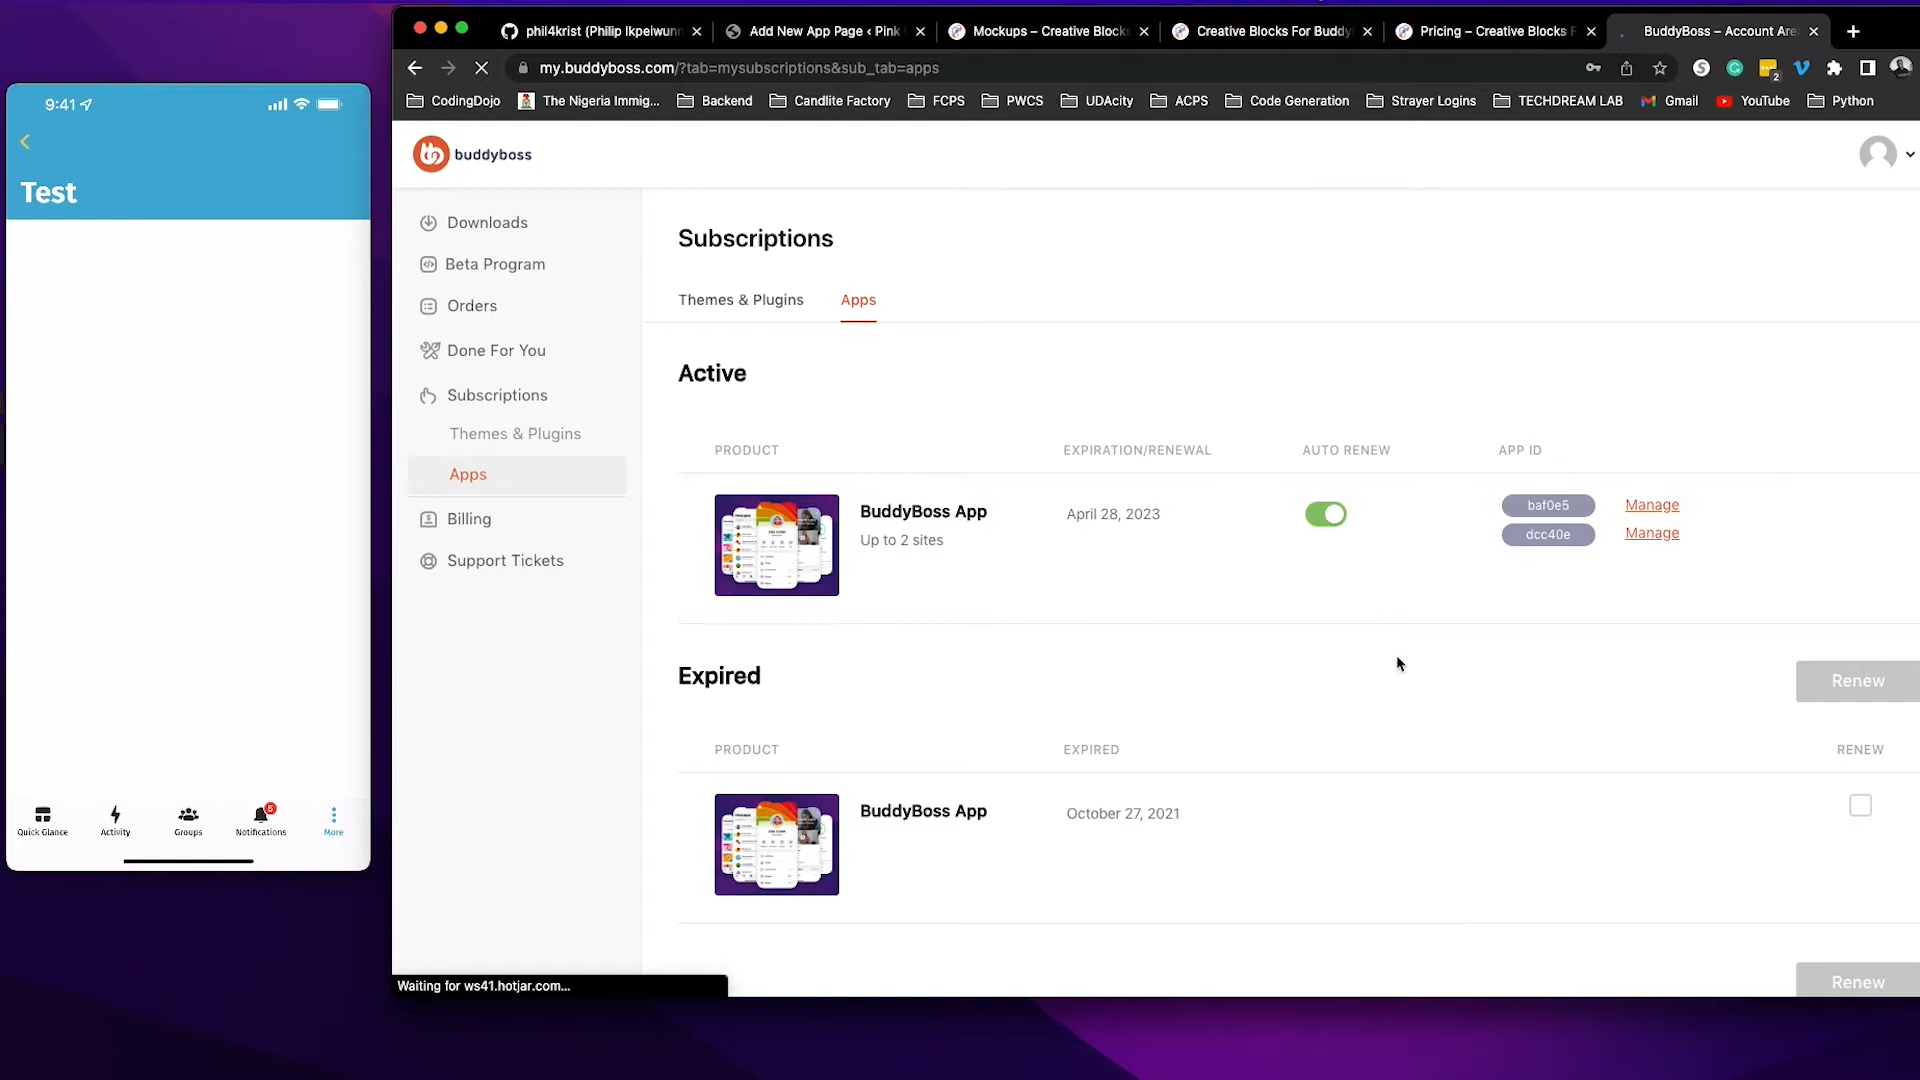 9:41
Test
Quick Glance
Activity
Groups
5
Notifications
More
phil4krist (Philip Ikpeiwunn
Add New App Page ‹ Pink
Mockups – Creative Blocks
Creative Blocks For Buddy
Pricing – Creative Blocks F
BuddyBoss – Account Are
my.buddyboss.com/?tab=mysubscriptions&sub_tab=apps
2
CodingDojo
The Nigeria Immig...
Backend
Candlite Factory
FCPS
PWCS
UDAcity
ACPS
Code Generation
Strayer Logins
TECHDREAM LAB
Gmail
YouTube
Python
buddyboss
Downloads
Beta Program
Orders
Done For You
Subscriptions
Themes & Plugins
Apps
Billing
Support Tickets
Subscriptions
Themes & Plugins
Apps
Active
PRODUCT
EXPIRATION/RENEWAL
AUTO RENEW
APP ID
BuddyBoss App
Up to 2 sites
April 28, 2023
baf0e5
Manage
dcc40e
Manage
Expired
Renew
PRODUCT
EXPIRED
RENEW
BuddyBoss App
October 27, 2021
Renew
Waiting for ws41.hotjar.com...